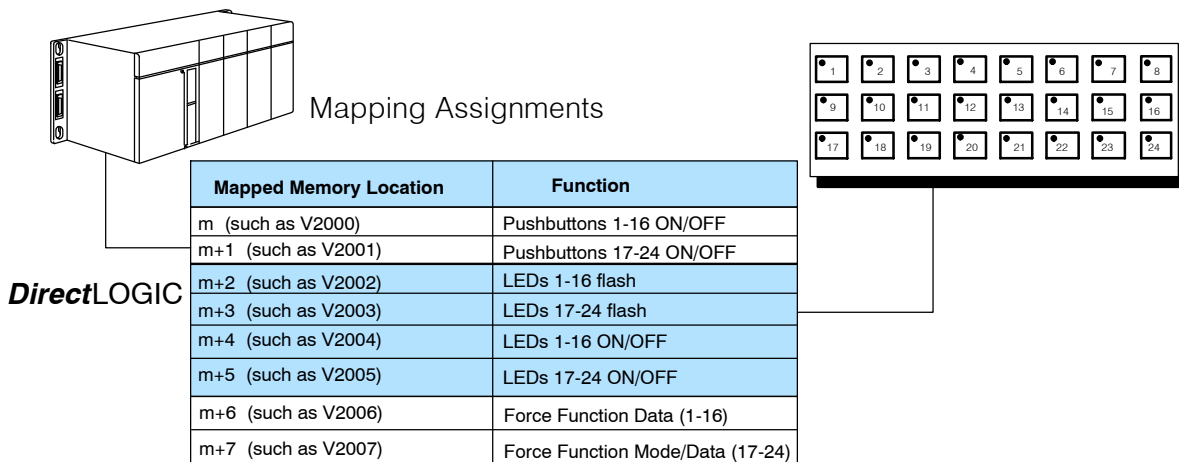 Mapping Assignments
1 2 3 4 5 6 7 8
9 10 11 12 13 14 15 16
17 18 19 20 21 22 23 24
Mapped Memory Location Function
m (such as V2000) Pushbuttons 1-16 ON/OFF
m+1 (such as V2001) Pushbuttons 17-24 ON/OFF
m+2 (such as V2002) LEDs 1-16 flash
m+3 (such as V2003) LEDs 17-24 flash
m+4 (such as V2004) LEDs 1-16 ON/OFF
m+5 (such as V2005) LEDs 17-24 ON/OFF
m+6 (such as V2006) Force Function Data (1-16)
m+7 (such as V2007) Force Function Mode/Data (17-24)
DirectLOGIC